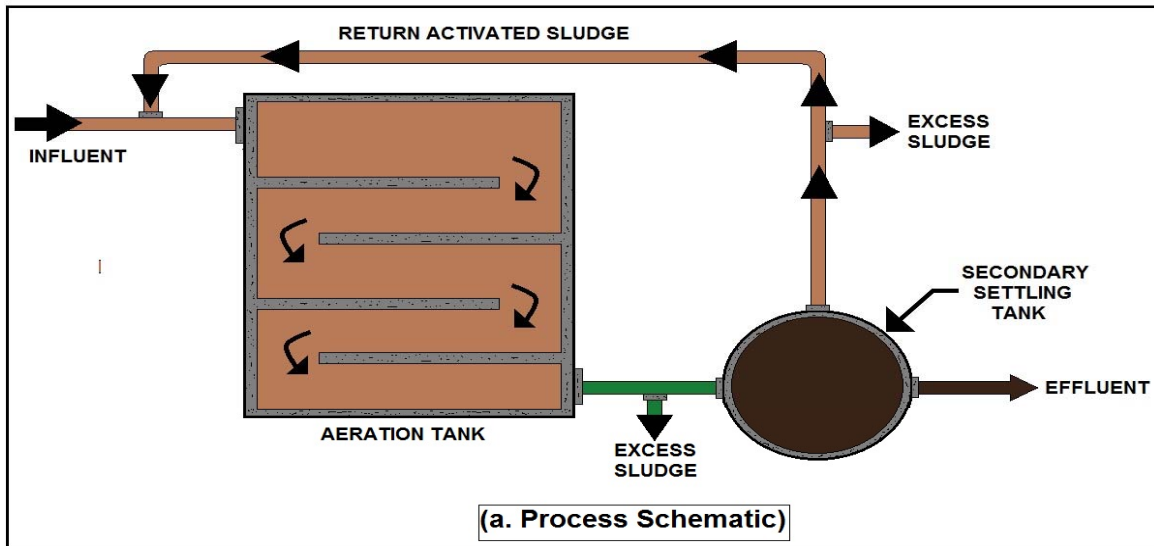 RETURN ACTIVATED SLUDGE
INFLUENT
EXCESS
SLUDGE
SECONDARY
SETTLING
TANK
EFFLUENT
AERATION TANK
EXCESS
SLUDGE
(a. Process Schematic)